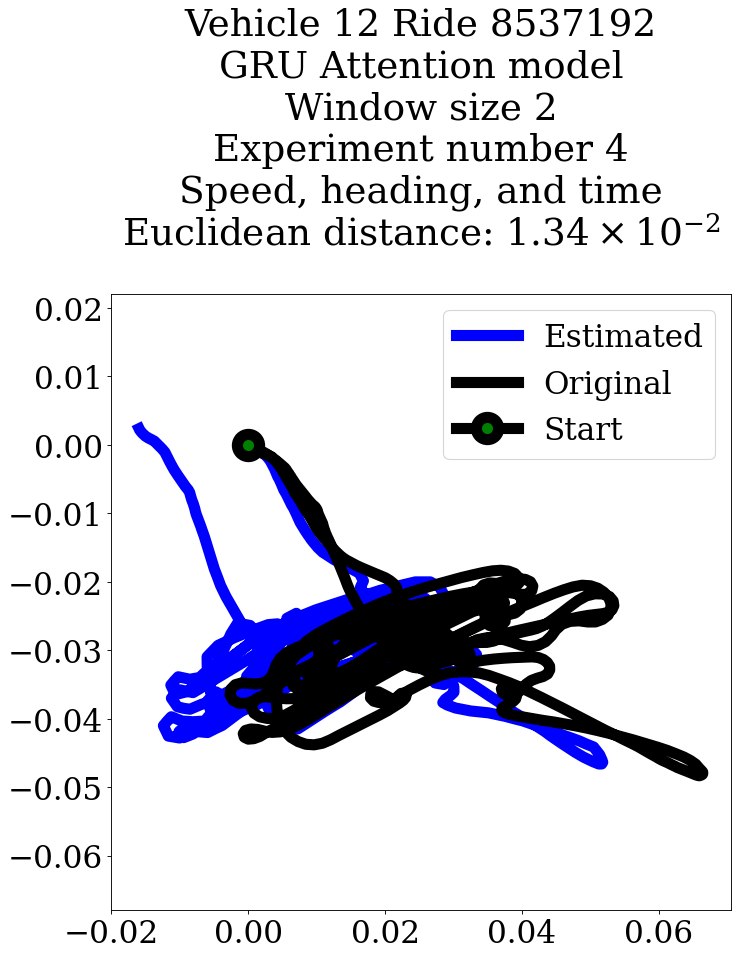 Vehicle 12 Ride 8537192
GRU Attention model
Window size 2
Experiment number 4
Speed, heading, and time
Euclidean distance: 1.34 × 10⁻²
0.02
0.01
0.00
−0.01
−0.02
−0.03
−0.04
−0.05
−0.06
Estimated
Original
Start
−0.02 0.00 0.02 0.04 0.06